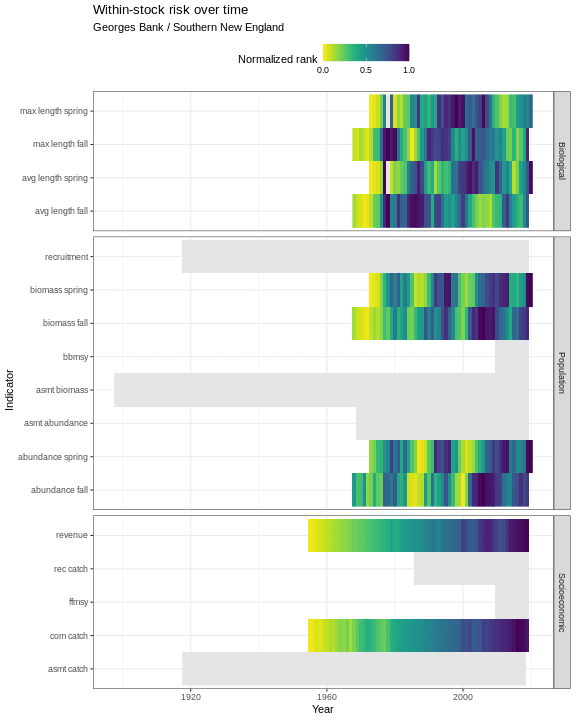 Within-stock risk over time
Georges Bank / Southern New England
Normalized rank
0.0 0.5 1.0
max length spring
max length fall
avg length spring
avg length fall
Biological
recruitment
biomass spring
biomass fall
bbmsy
asmt biomass
asmt abundance
abundance spring
abundance fall
Population
revenue
rec catch
ffmsy
com catch
asmt catch
Socioeconomic
Indicator
1920 1960 2000
Year